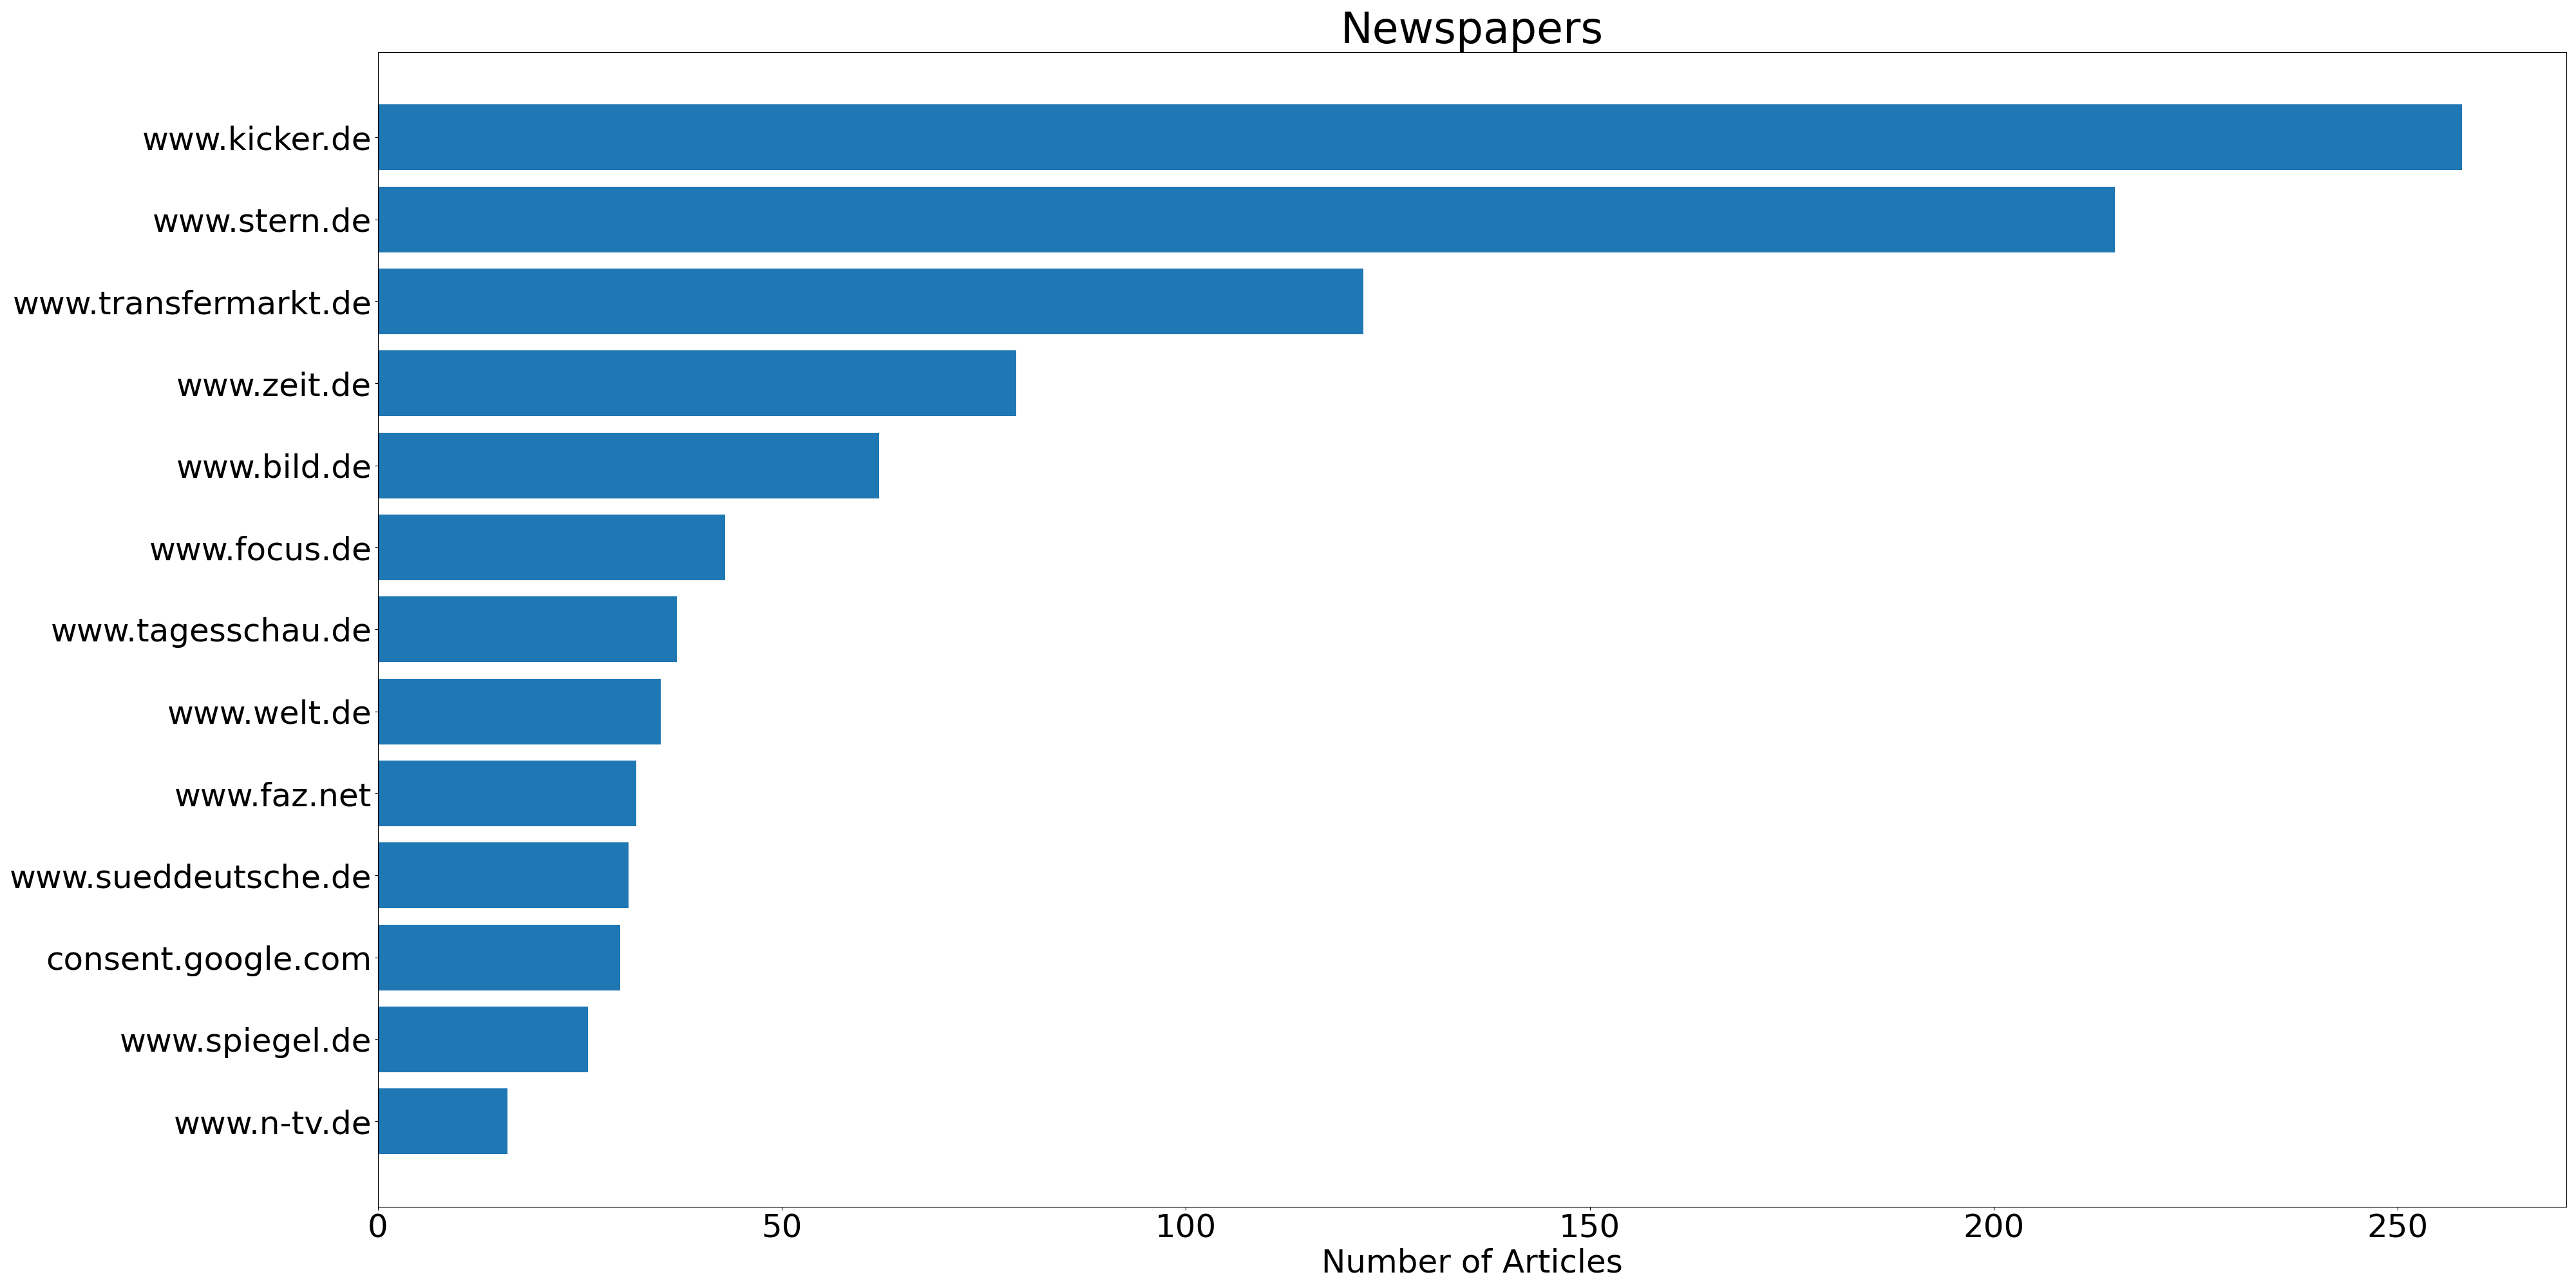 Newspapers
www.kicker.de
www.stern.de
www.transfermarkt.de
www.zeit.de
www.bild.de
www.focus.de
www.tagesschau.de
www.welt.de
www.faz.net
www.sueddeutsche.de
consent.google.com
www.spiegel.de
www.n-tv.de
0 50 100 150 200 250
Number of Articles